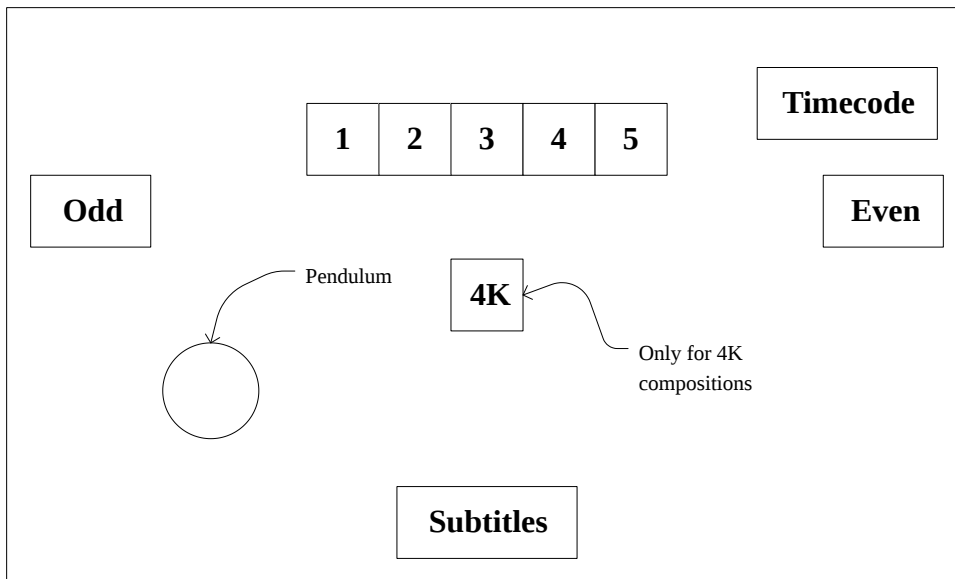 Timecode
1 2 3 4 5
Odd
Even
Pendulum
4K
Only for 4K
compositions
Subtitles